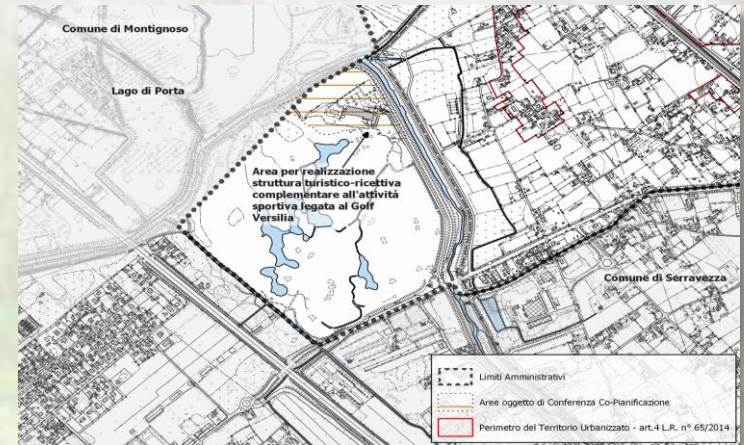 Comune di Montignoso
Lago di Porta
Area per realizzazione
struttura turistico-ricettiva
complementare all'attività
sportiva legata al Golf
Versilia
Comune di Serravezza
Limiti Amministrativi
Aree oggetto di Conferenza Co-Pianificazione
Perimetro del Territorio Urbanizzato - art.4 L.R. n° 65/2014